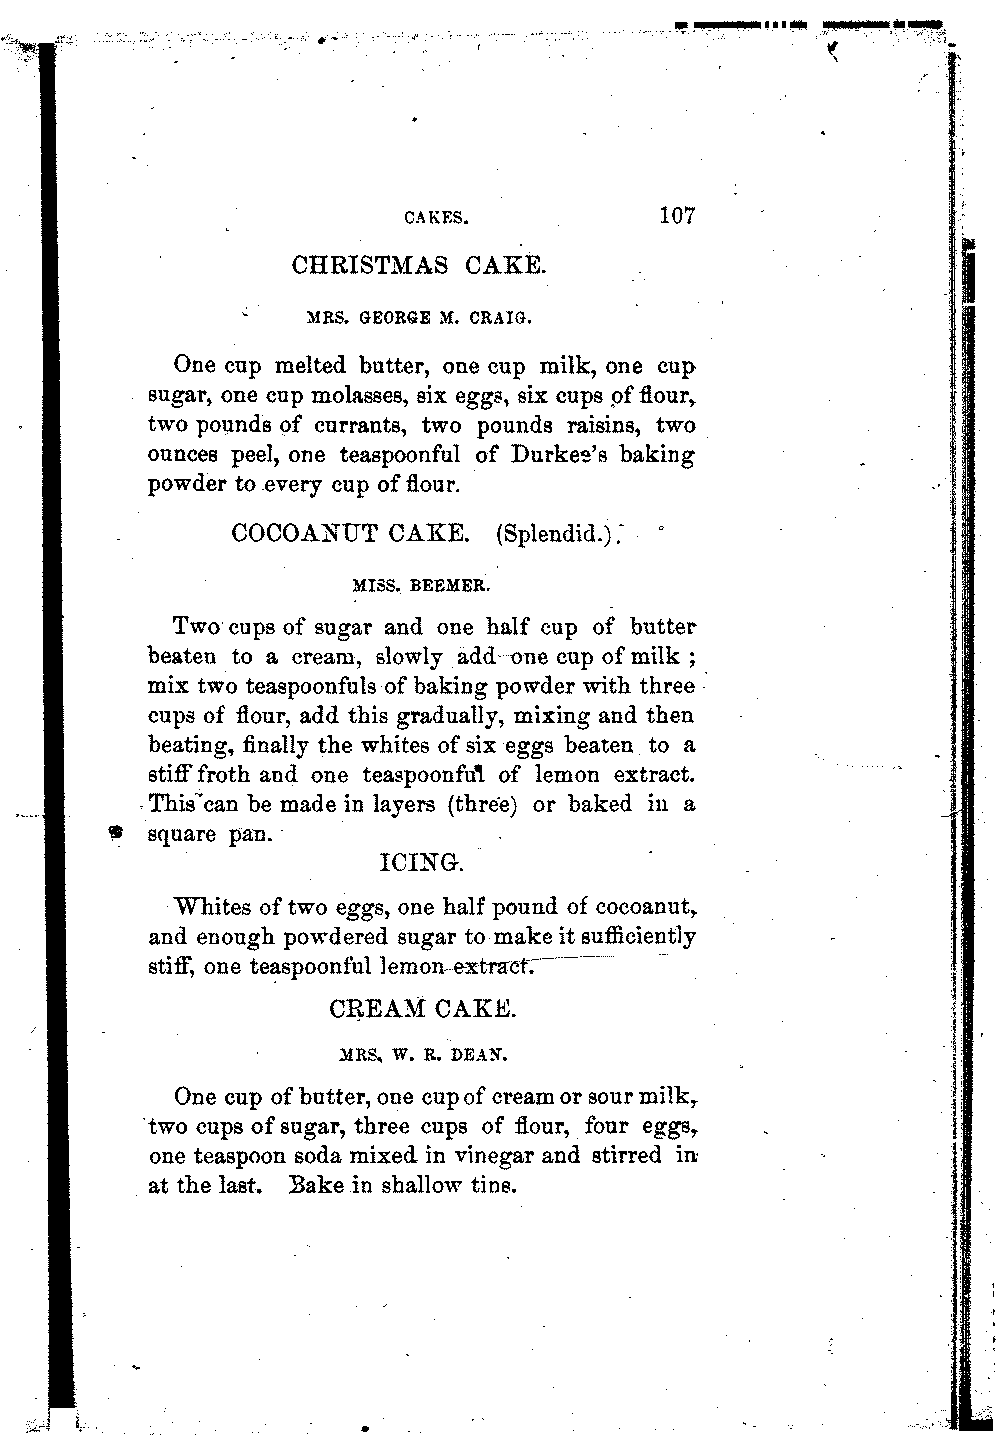 CAKES. 107
CHRISTMAS CAKE.
MRS. GEORGE M. CRAIG.
One cup melted butter, one cup milk, one cup
sugar, one cup molasses, six eggs, six cups of flour,
two pounds of currants, two pounds raisins, two
ounces peel, one teaspoonful of Durkee's baking
powder to every cup of flour.
COCOANUT CAKE. (Splendid.)
MISS. BEEMER.
Two cups of sugar and one half cup of butter
beaten to a cream, slowly add one cup of milk ;
mix two teaspoonfuls of baking powder with three
cups of flour, add this gradually, mixing and then
beating, finally the whites of six eggs beaten to a
stiff froth and one teaspoonful of lemon extract.
This can be made in layers (three) or baked in a
square pan.
ICING.
Whites of two eggs, one half pound of cocoanut,
and enough powdered sugar to make it sufficiently
stiff, one teaspoonful lemon extract.
CREAM CAKE.
MRS. W. R. DEAN.
One cup of butter, one cup of cream or sour milk,
two cups of sugar, three cups of flour, four eggs,
one teaspoon soda mixed in vinegar and stirred in
at the last. Bake in shallow tins.